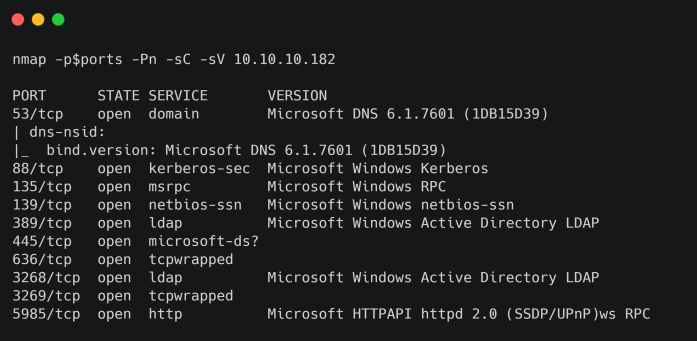 nmap -p$ports -Pn -sC -sV 10.10.10.182
PORT STATE SERVICE VERSION
53/tcp open domain Microsoft DNS 6.1.7601 (1DB15D39)
| dns-nsid:
|_ bind.version: Microsoft DNS 6.1.7601 (1DB15D39)
88/tcp open kerberos-sec Microsoft Windows Kerberos
135/tcp open msrpc Microsoft Windows RPC
139/tcp open netbios-ssn Microsoft Windows netbios-ssn
389/tcp open ldap Microsoft Windows Active Directory LDAP
445/tcp open microsoft-ds?
636/tcp open tcpwrapped
3268/tcp open ldap Microsoft Windows Active Directory LDAP
3269/tcp open tcpwrapped
5985/tcp open http Microsoft HTTPAPI httpd 2.0 (SSDP/UPnP)ws RPC